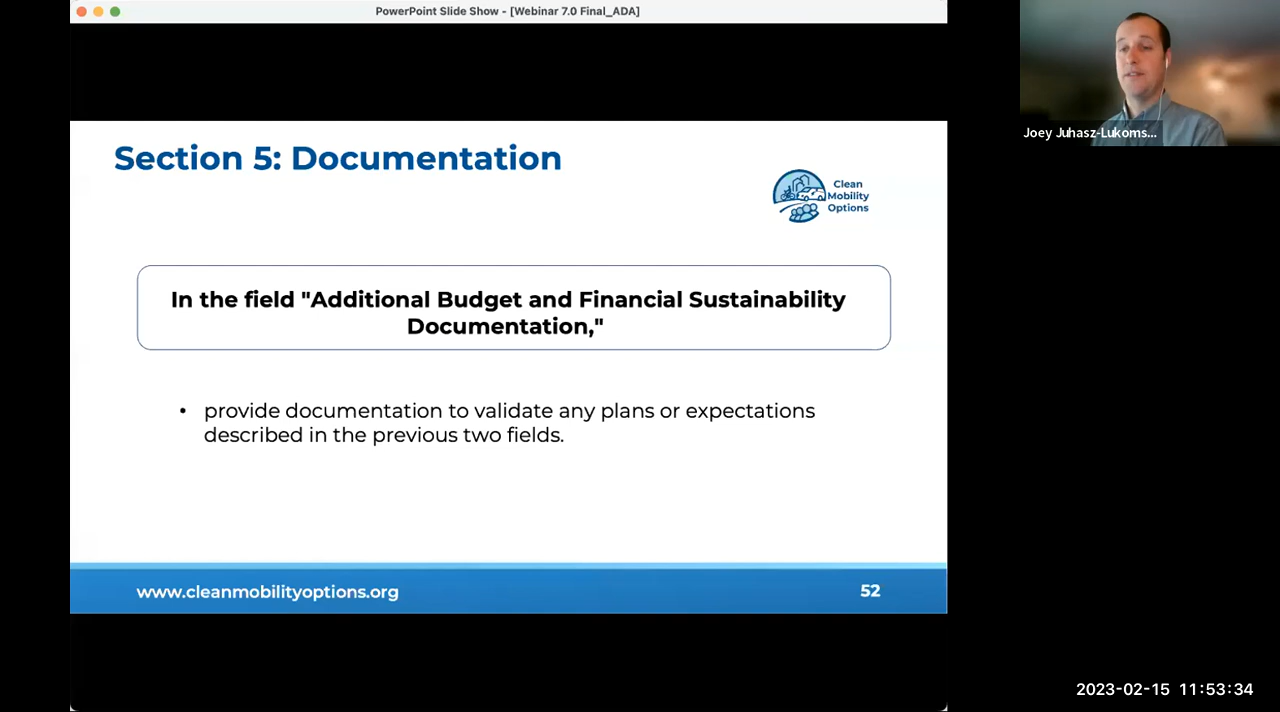 PowerPoint Slide Show - [Webinar 7.0 Final_ADA]
Section 5: Documentation
Clean
Mobility
Options
In the field "Additional Budget and Financial Sustainability
Documentation,"
• provide documentation to validate any plans or expectations
described in the previous two fields.
www.cleanmobilityoptions.org
52
Joey Juhasz-Lukoms...
2023-02-15 11:53:34